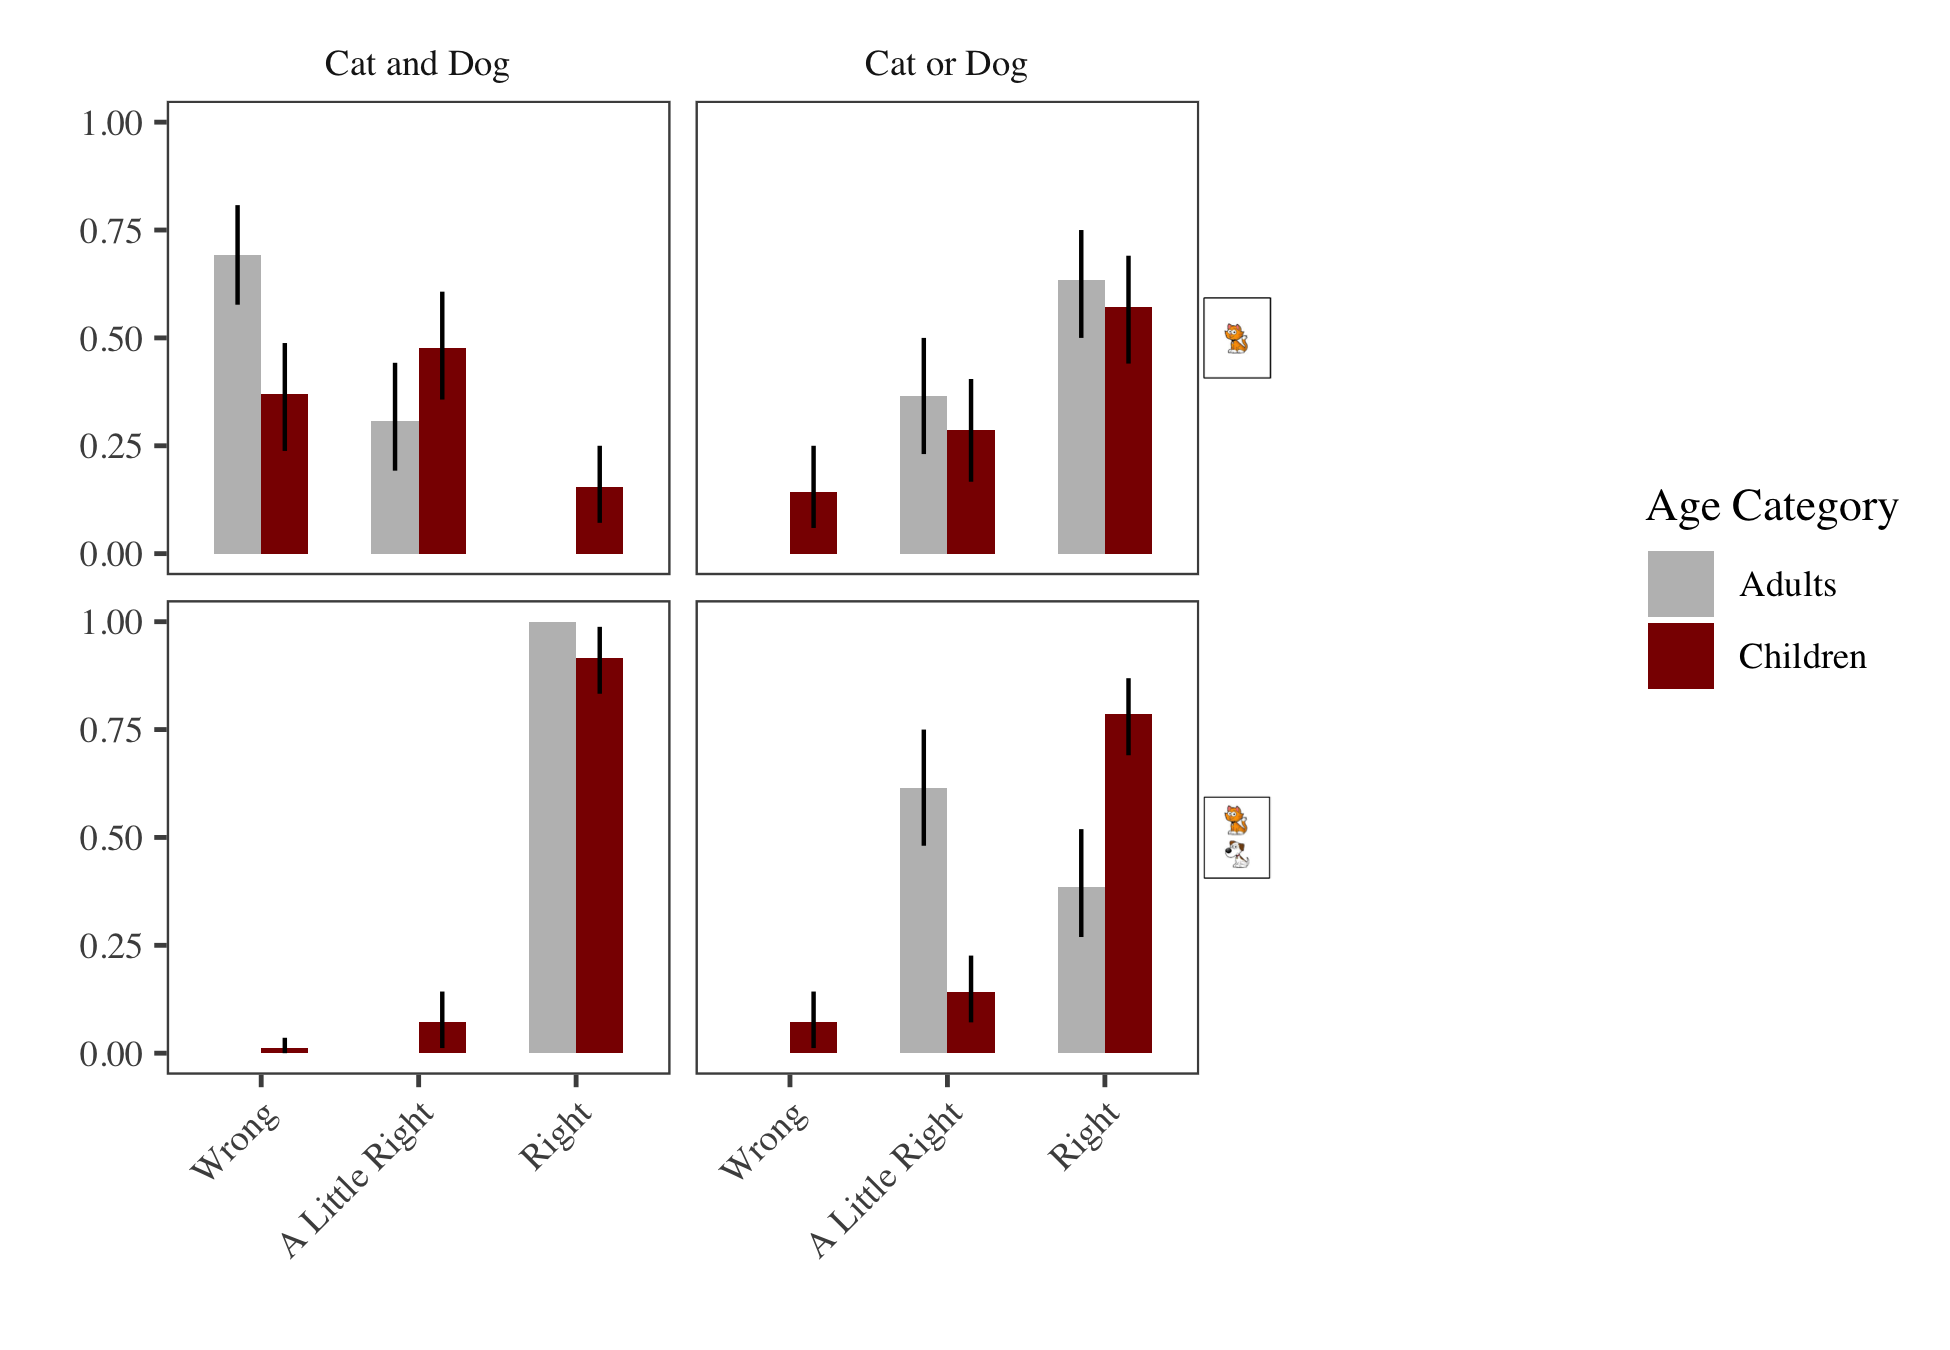 Cat and Dog
Cat or Dog
1.00
0.75
0.50
0.25
0.00
1.00
0.75
0.50
0.25
0.00
Wrong
A Little Right
Right
Wrong
A Little Right
Right
Age Category
Adults
Children